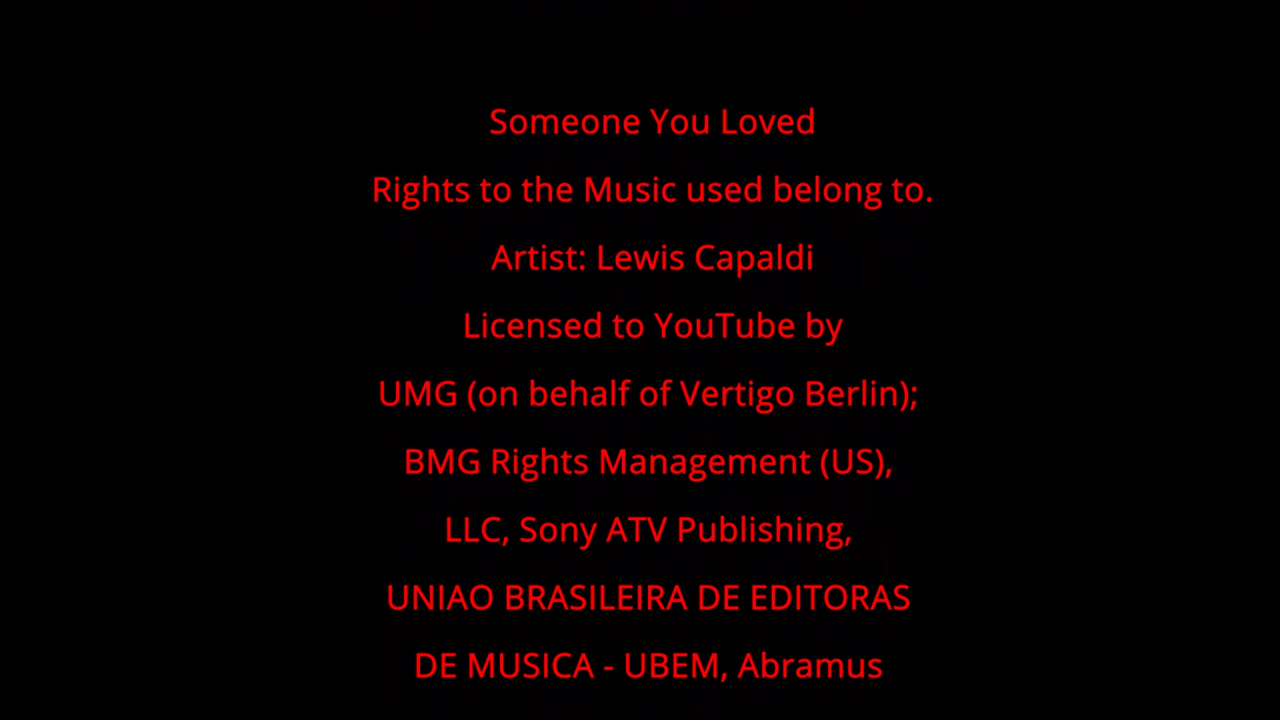 Someone You Loved
Rights to the Music used belong to.
Artist: Lewis Capaldi
Licensed to YouTube by
UMG (on behalf of Vertigo Berlin);
BMG Rights Management (US),
LLC, Sony ATV Publishing,
UNIAO BRASILEIRA DE EDITORAS
DE MUSICA - UBEM, Abramus